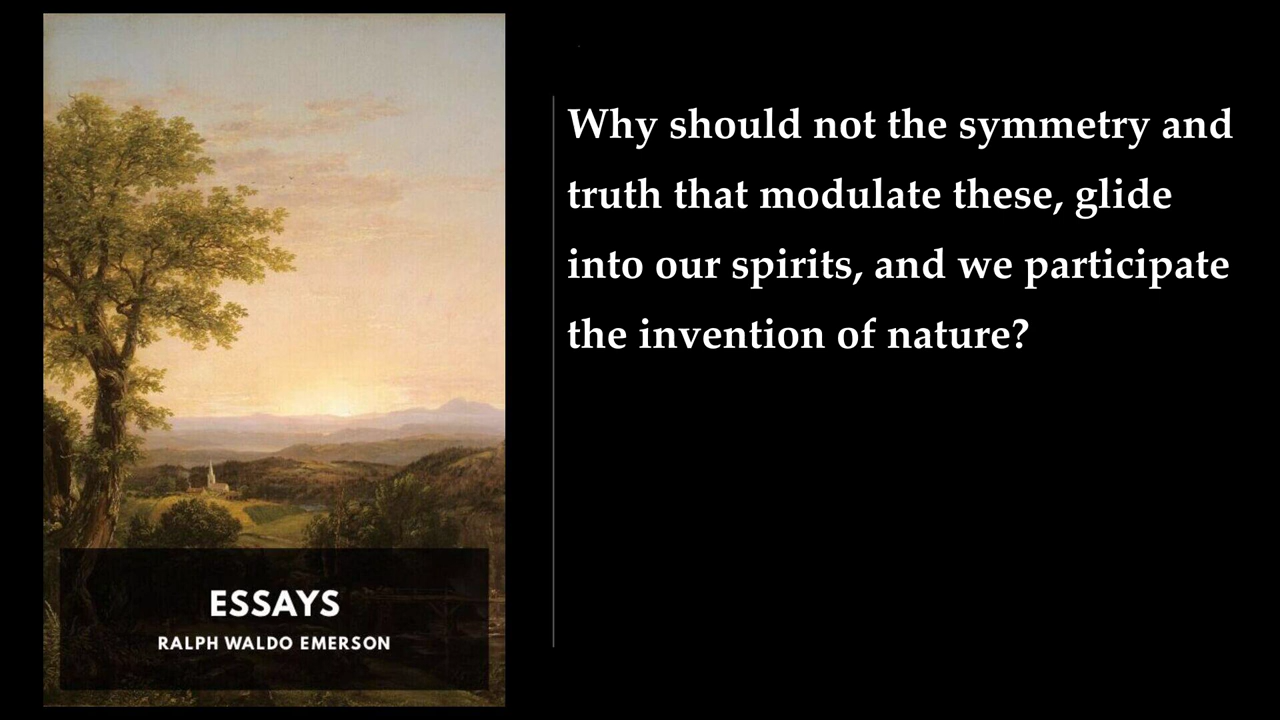 ESSAYS
RALPH WALDO EMERSON
Why should not the symmetry and
truth that modulate these, glide
into our spirits, and we participate
the invention of nature?